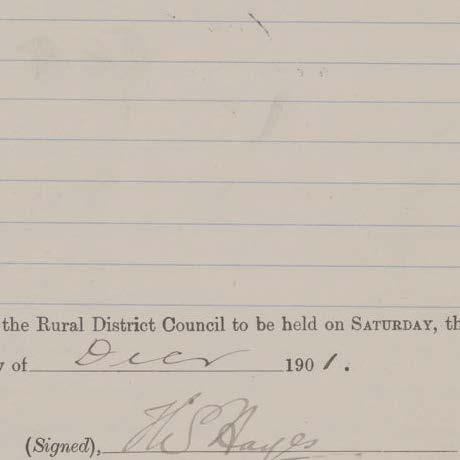 the Rural District Council to be held on SATURDAY, th
y of Decr 1901.
(Signed), H S Hayes